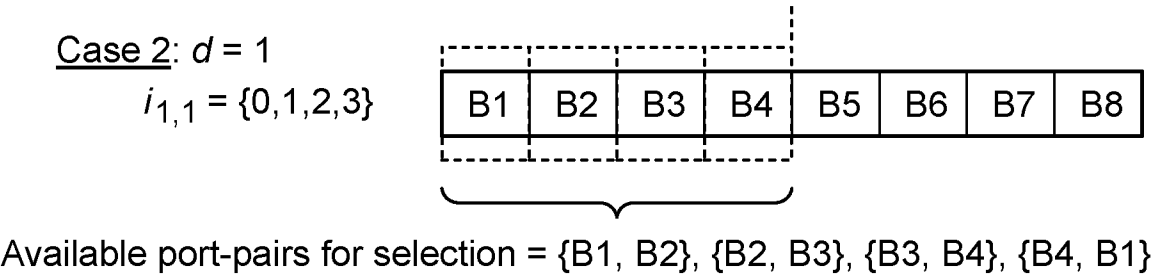 Case 2: d = 1
i1,1 = {0,1,2,3}
B1 B2 B3 B4 B5 B6 B7 B8
Available port-pairs for selection = {B1, B2}, {B2, B3}, {B3, B4}, {B4, B1}